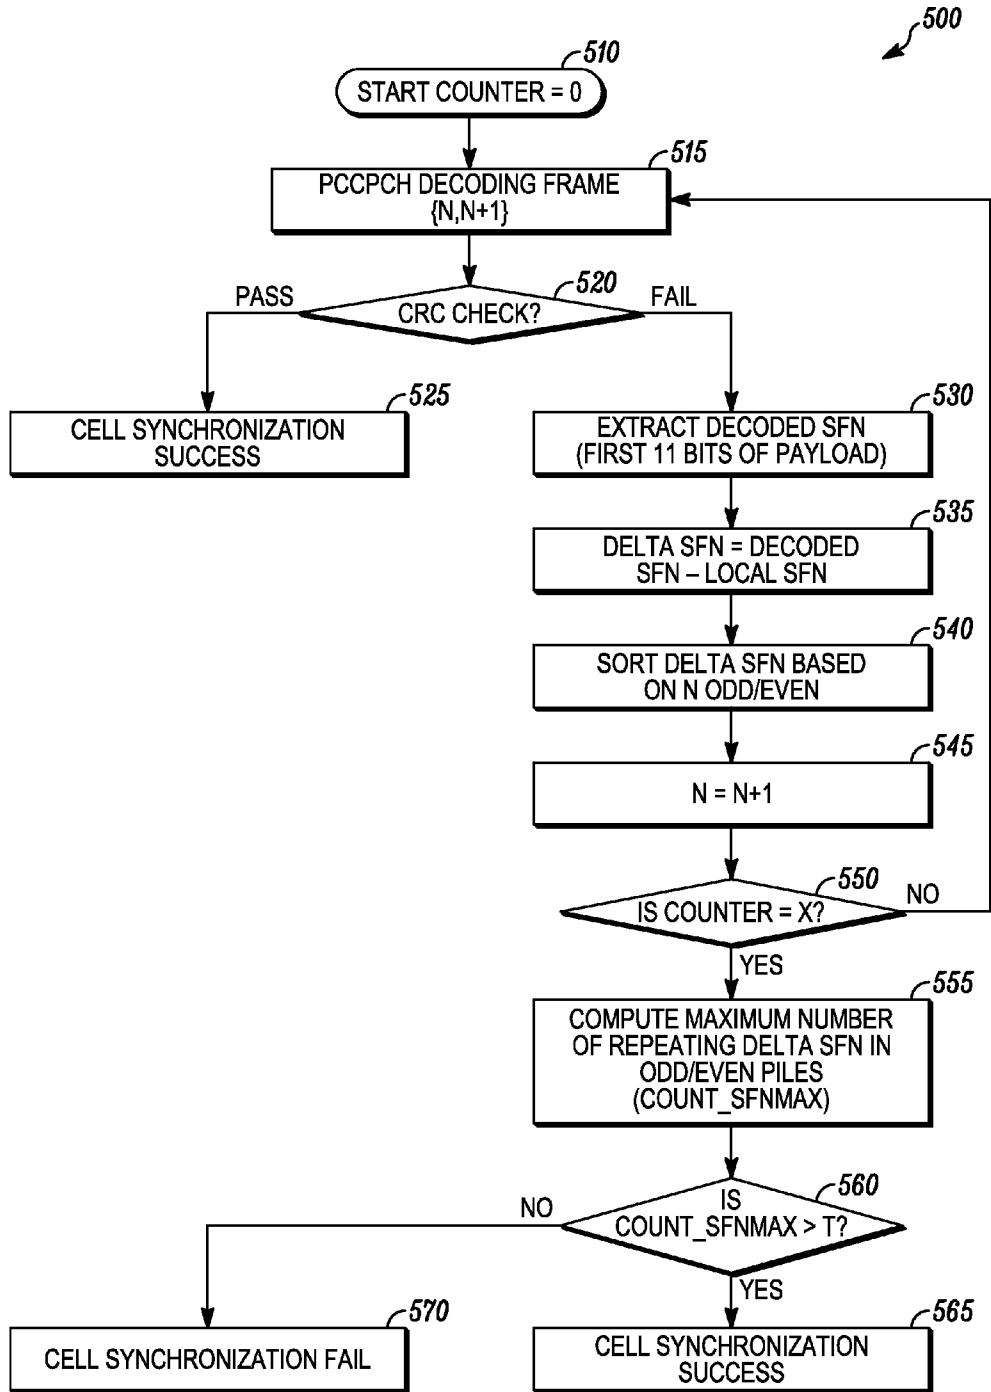 500
510
START COUNTER = 0
515
PCCPCH DECODING FRAME
{N,N+1}
520
PASS
CRC CHECK?
FAIL
525
CELL SYNCHRONIZATION
SUCCESS
530
EXTRACT DECODED SFN
(FIRST 11 BITS OF PAYLOAD)
535
DELTA SFN = DECODED
SFN – LOCAL SFN
540
SORT DELTA SFN BASED
ON N ODD/EVEN
545
N = N+1
550
IS COUNTER = X?
NO
YES
555
COMPUTE MAXIMUM NUMBER
OF REPEATING DELTA SFN IN
ODD/EVEN PILES
(COUNT_SFNMAX)
560
NO
IS
COUNT_SFNMAX > T?
YES
570
CELL SYNCHRONIZATION FAIL
565
CELL SYNCHRONIZATION
SUCCESS